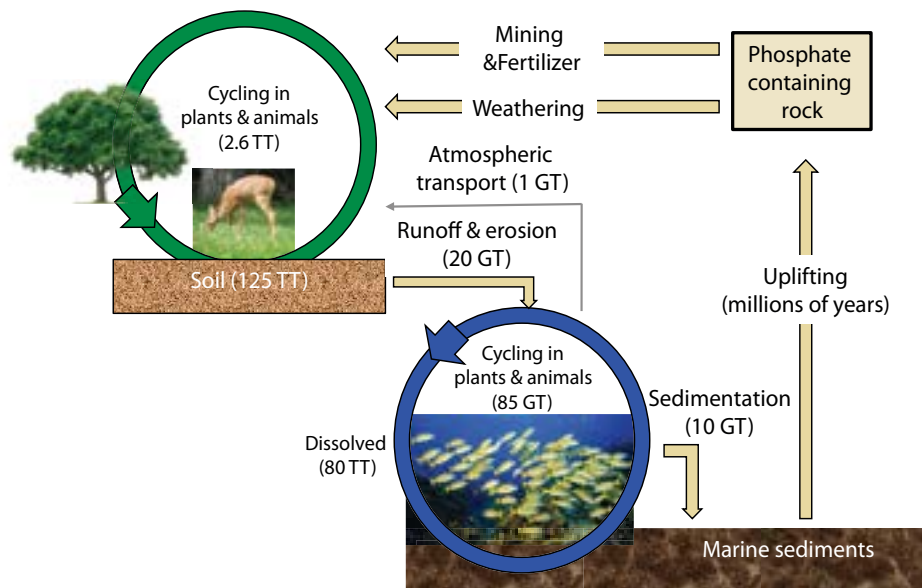 Mining
&Fertilizer
Phosphate
containing
rock
Weathering
Cycling in
plants & animals
(2.6 TT)
Atmospheric
transport (1 GT)
Runoff & erosion
(20 GT)
Soil (125 TT)
Uplifting
(millions of years)
Cycling in
plants & animals
(85 GT)
Sedimentation
(10 GT)
Dissolved
(80 TT)
Marine sediments